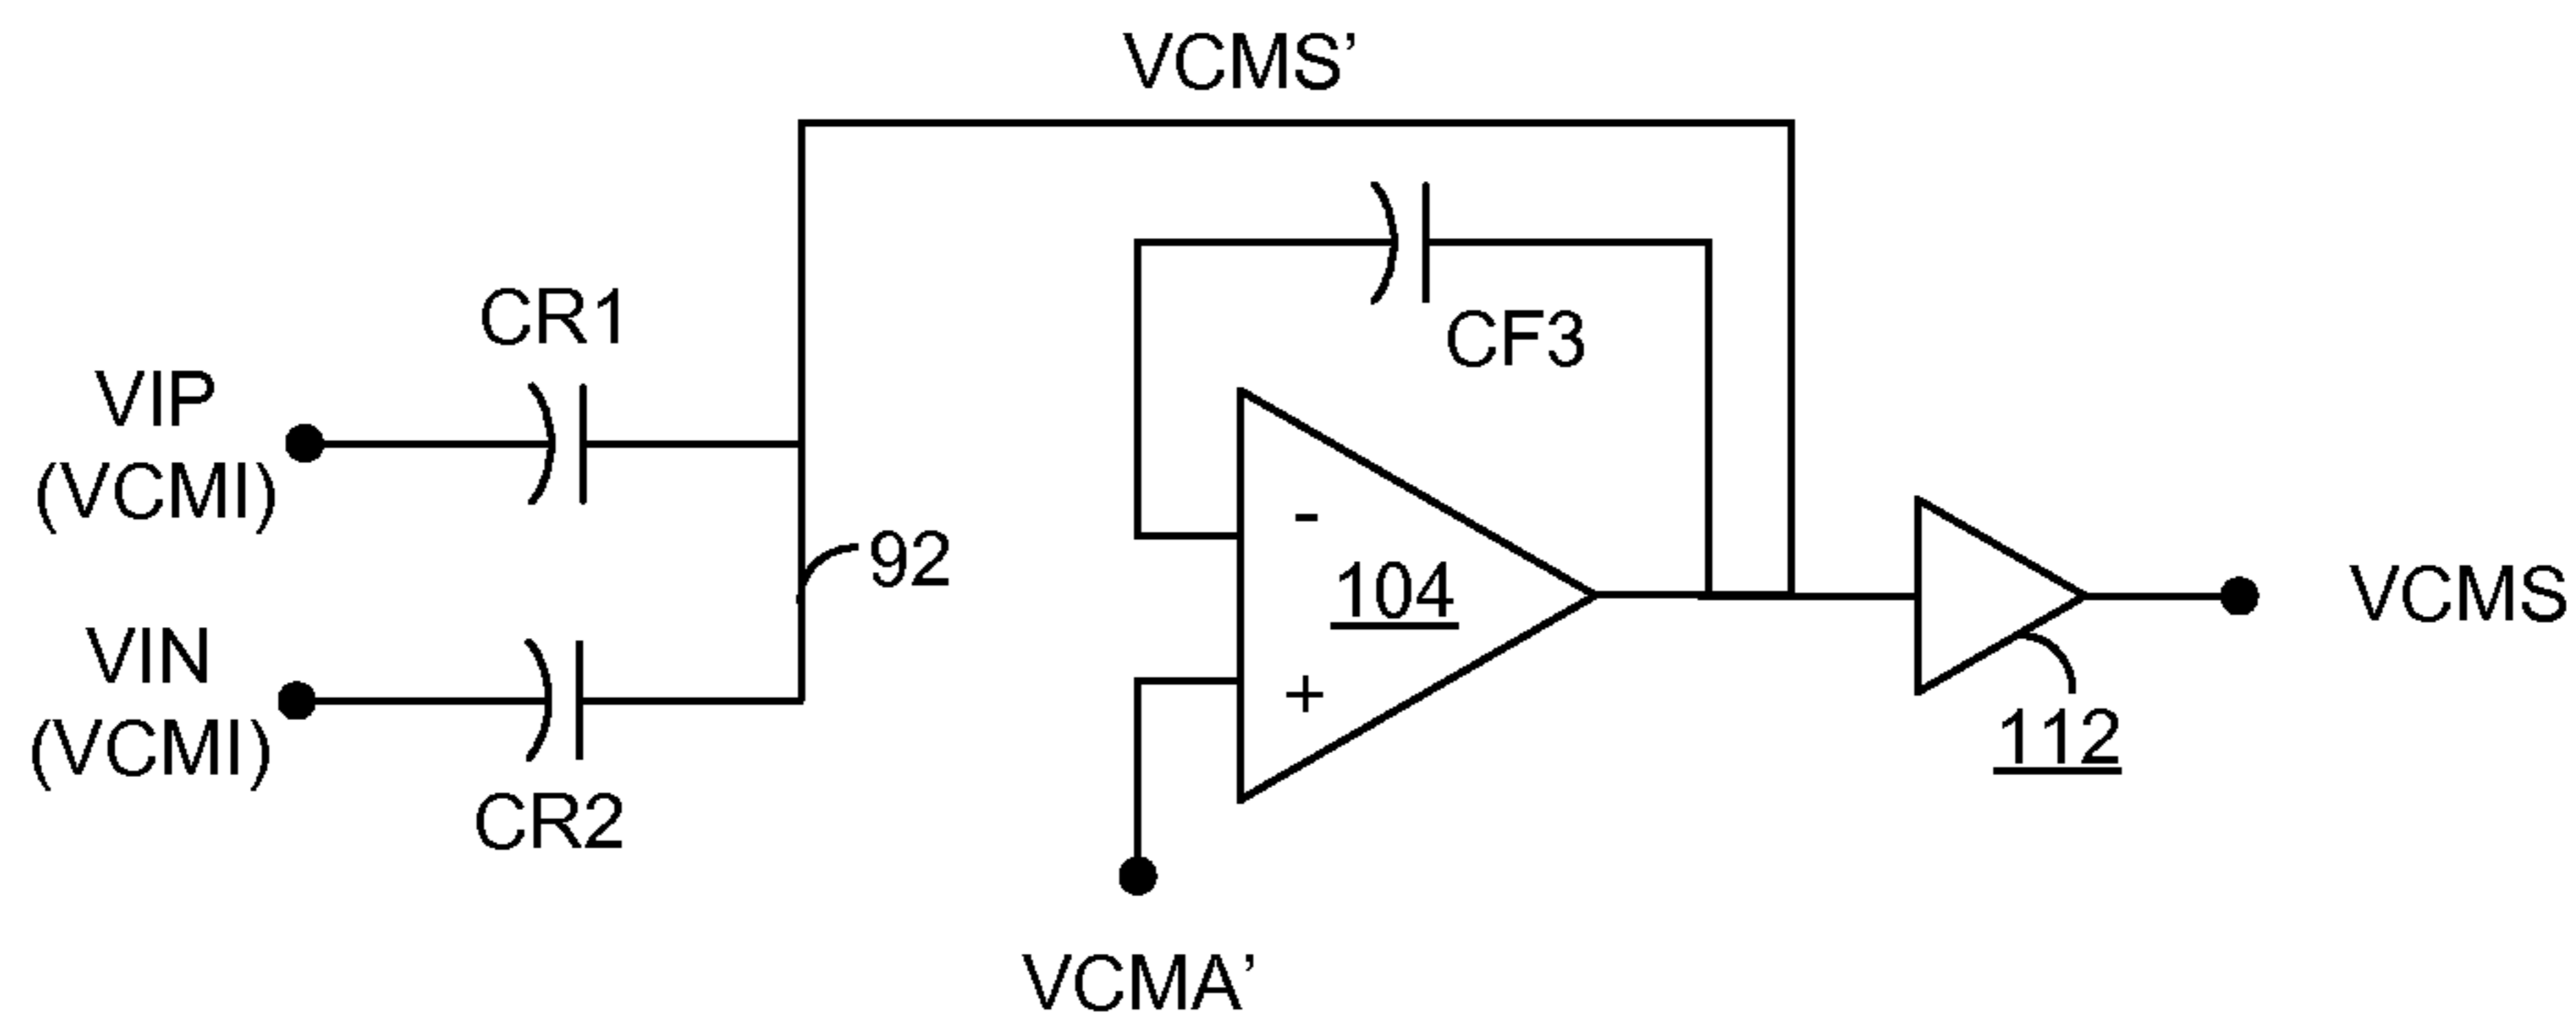 VCMS’
CR1
CF3
VIP
(VCMI)
92
-
104
+
VIN
(VCMI)
CR2
112
VCMS
VCMA’